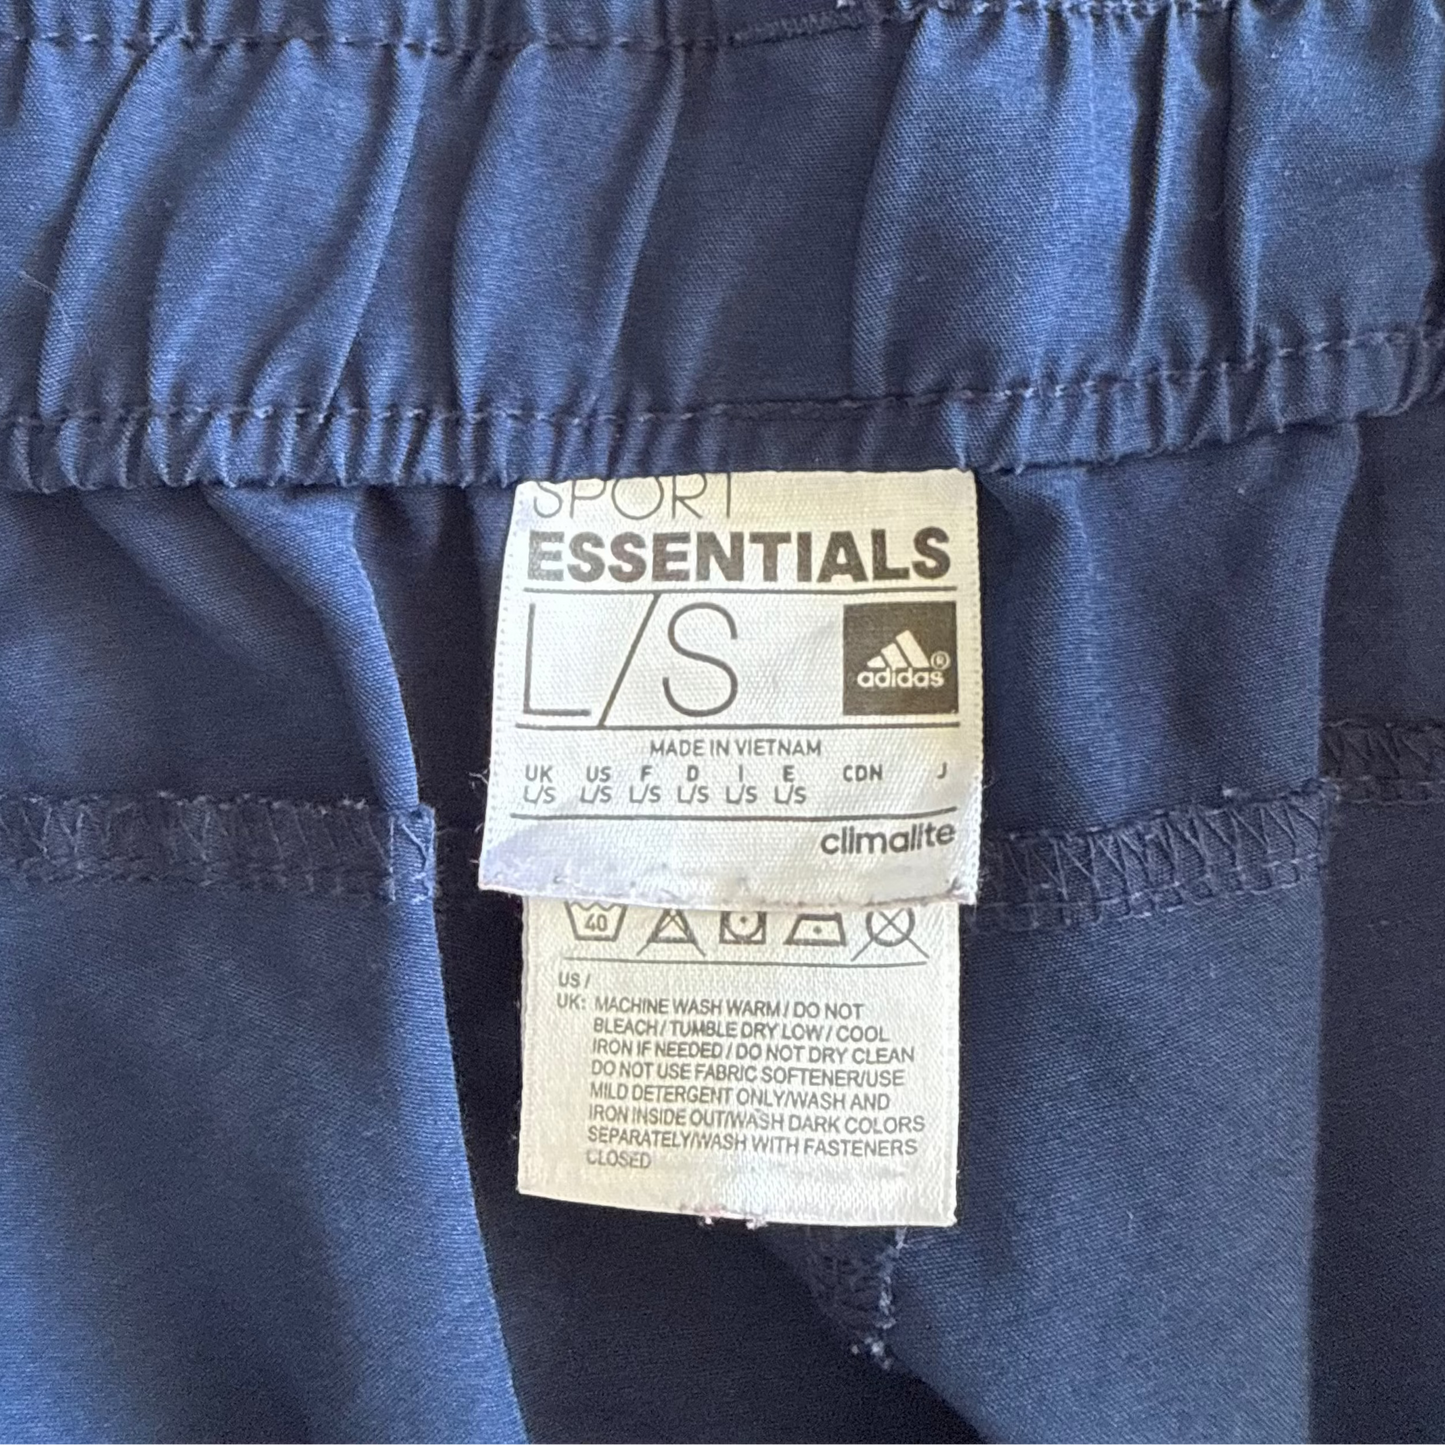 SPORT
ESSENTIALS
L/S
adidas®
MADE IN VIETNAM
UK US F D I E CDN J
L/S L/S L/S L/S L/S L/S
climalite
40
US /
UK: MACHINE WASH WARM / DO NOT
BLEACH / TUMBLE DRY LOW / COOL
IRON IF NEEDED / DO NOT DRY CLEAN
DO NOT USE FABRIC SOFTENER/USE
MILD DETERGENT ONLY/WASH AND
IRON INSIDE OUT/WASH DARK COLORS
SEPARATELY/WASH WITH FASTENERS
CLOSED